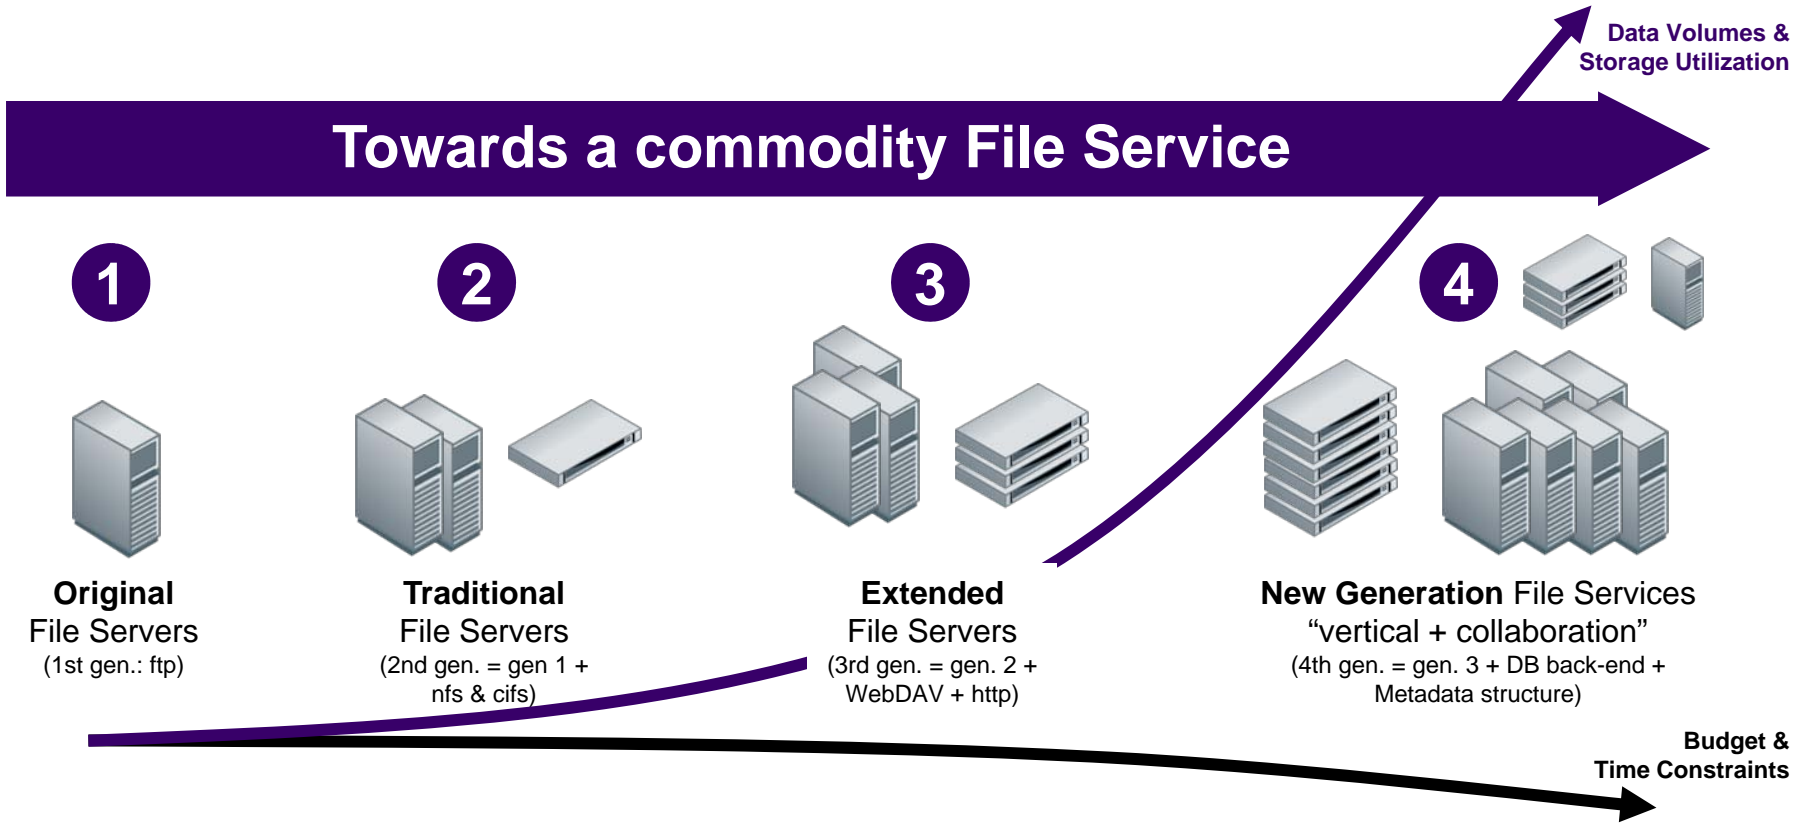 Data Volumes &
Storage Utilization
Towards a commodity File Service
1
2
3
4
Original
File Servers
(1st gen.: ftp)
Traditional
File Servers
(2nd gen. = gen 1 +
nfs & cifs)
Extended
File Servers
(3rd gen. = gen. 2 +
WebDAV + http)
New Generation File Services
“vertical + collaboration”
(4th gen. = gen. 3 + DB back-end +
Metadata structure)
Budget &
Time Constraints